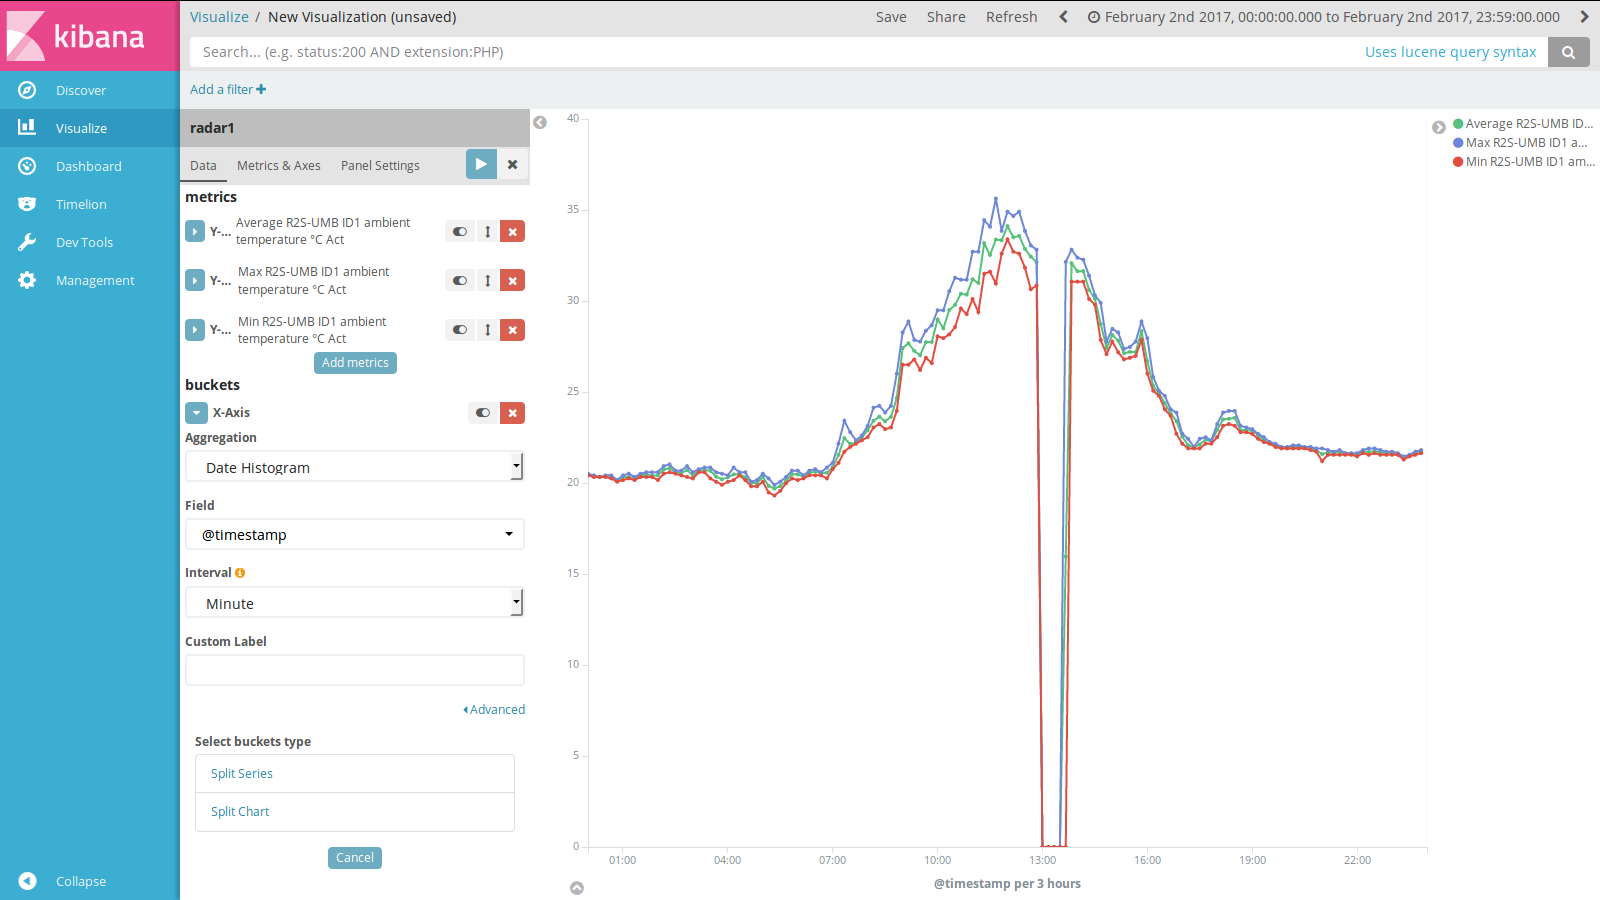 kibana
Discover
Visualize
Dashboard
Timelion
Dev Tools
Management
Collapse
Visualize / New Visualization (unsaved)
Save Share Refresh February 2nd 2017, 00:00:00.000 to February 2nd 2017, 23:59:00.000
Search... (e.g. status:200 AND extension:PHP) Uses lucene query syntax
Add a filter +
radar1
Data Metrics & Axes Panel Settings
metrics
Y-... Average R2S-UMB ID1 ambient
temperature °C Act
Y-... Max R2S-UMB ID1 ambient
temperature °C Act
Y-... Min R2S-UMB ID1 ambient
temperature °C Act
Add metrics
buckets
X-Axis
Aggregation
Date Histogram
Field
@timestamp
Interval
Minute
Custom Label
Advanced
Select buckets type
Split Series
Split Chart
Cancel
40
35
30
25
20
15
10
5
0
01:00 04:00 07:00 10:00 13:00 16:00 19:00 22:00
@timestamp per 3 hours
Average R2S-UMB ID...
Max R2S-UMB ID1 a...
Min R2S-UMB ID1 am...